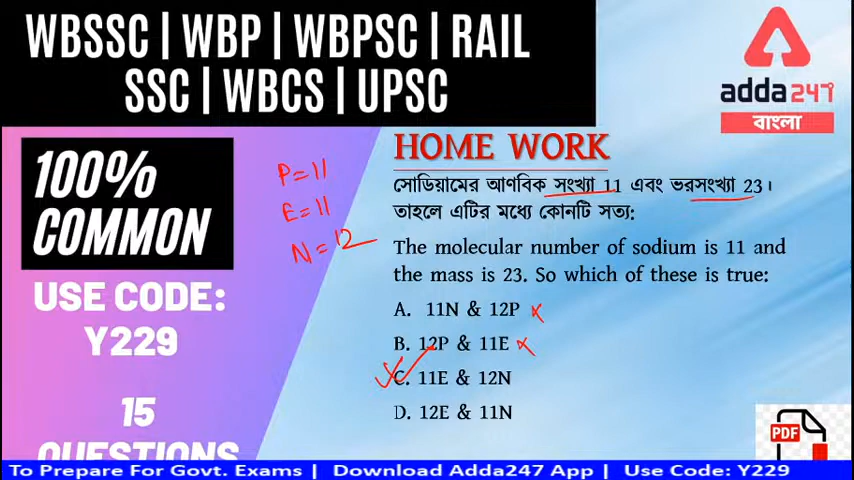 WBSSC | WBP | WBPSC | RAIL
SSC | WBCS | UPSC
adda247
বাংলা
100%
COMMON
USE CODE:
Y229
15
QUESTIONS
P=11
E=11
N=12
HOME WORK
সোডিয়ামের আণবিক সংখ্যা 11 এবং ভরসংখ্যা 23।
তাহলে এটির মধ্যে কোনটি সত্য:
The molecular number of sodium is 11 and
the mass is 23. So which of these is true:
A. 11N & 12P
B. 12P & 11E
C. 11E & 12N
D. 12E & 11N
PDF
To Prepare For Govt. Exams | Download Adda247 App | Use Code: Y229